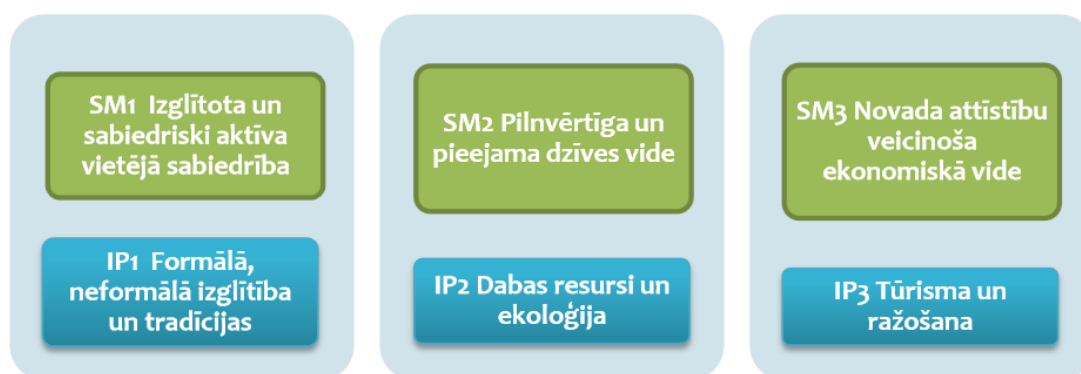 SM1 Izglītota un
sabiedriski aktīva
vietējā sabiedrība
IP1 Formālā,
neformālā izglītība
un tradīcijas
SM2 Pilnvērtīga un
pieejama dzīves vide
IP2 Dabas resursi un
ekoloģija
SM3 Novada attīstību
veicinoša
ekonomiskā vide
IP3 Tūrisma un
ražošana